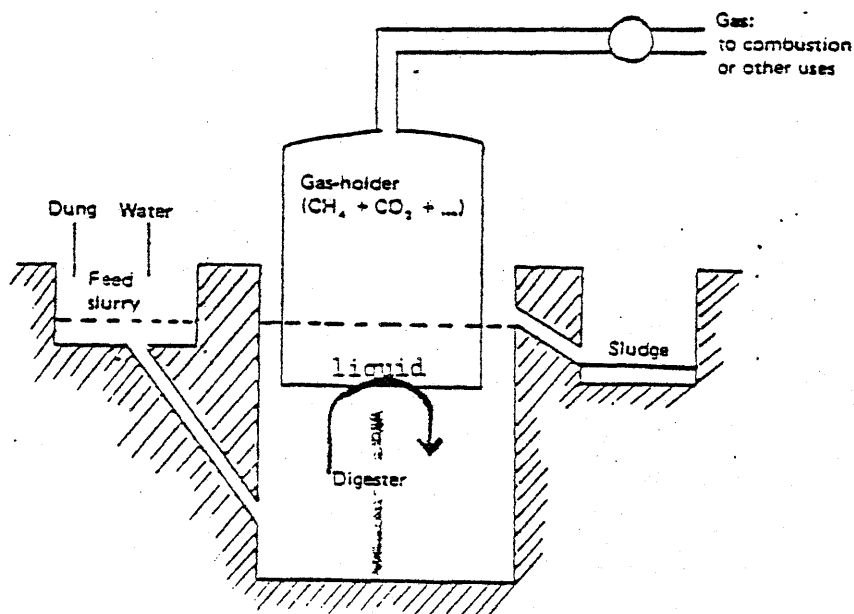 Gas:
to combustion
or other uses
Gas-holder
(CH₄ + CO₂ + ...)
Dung Water
Feed
slurry
liquid
Sludge
Digester